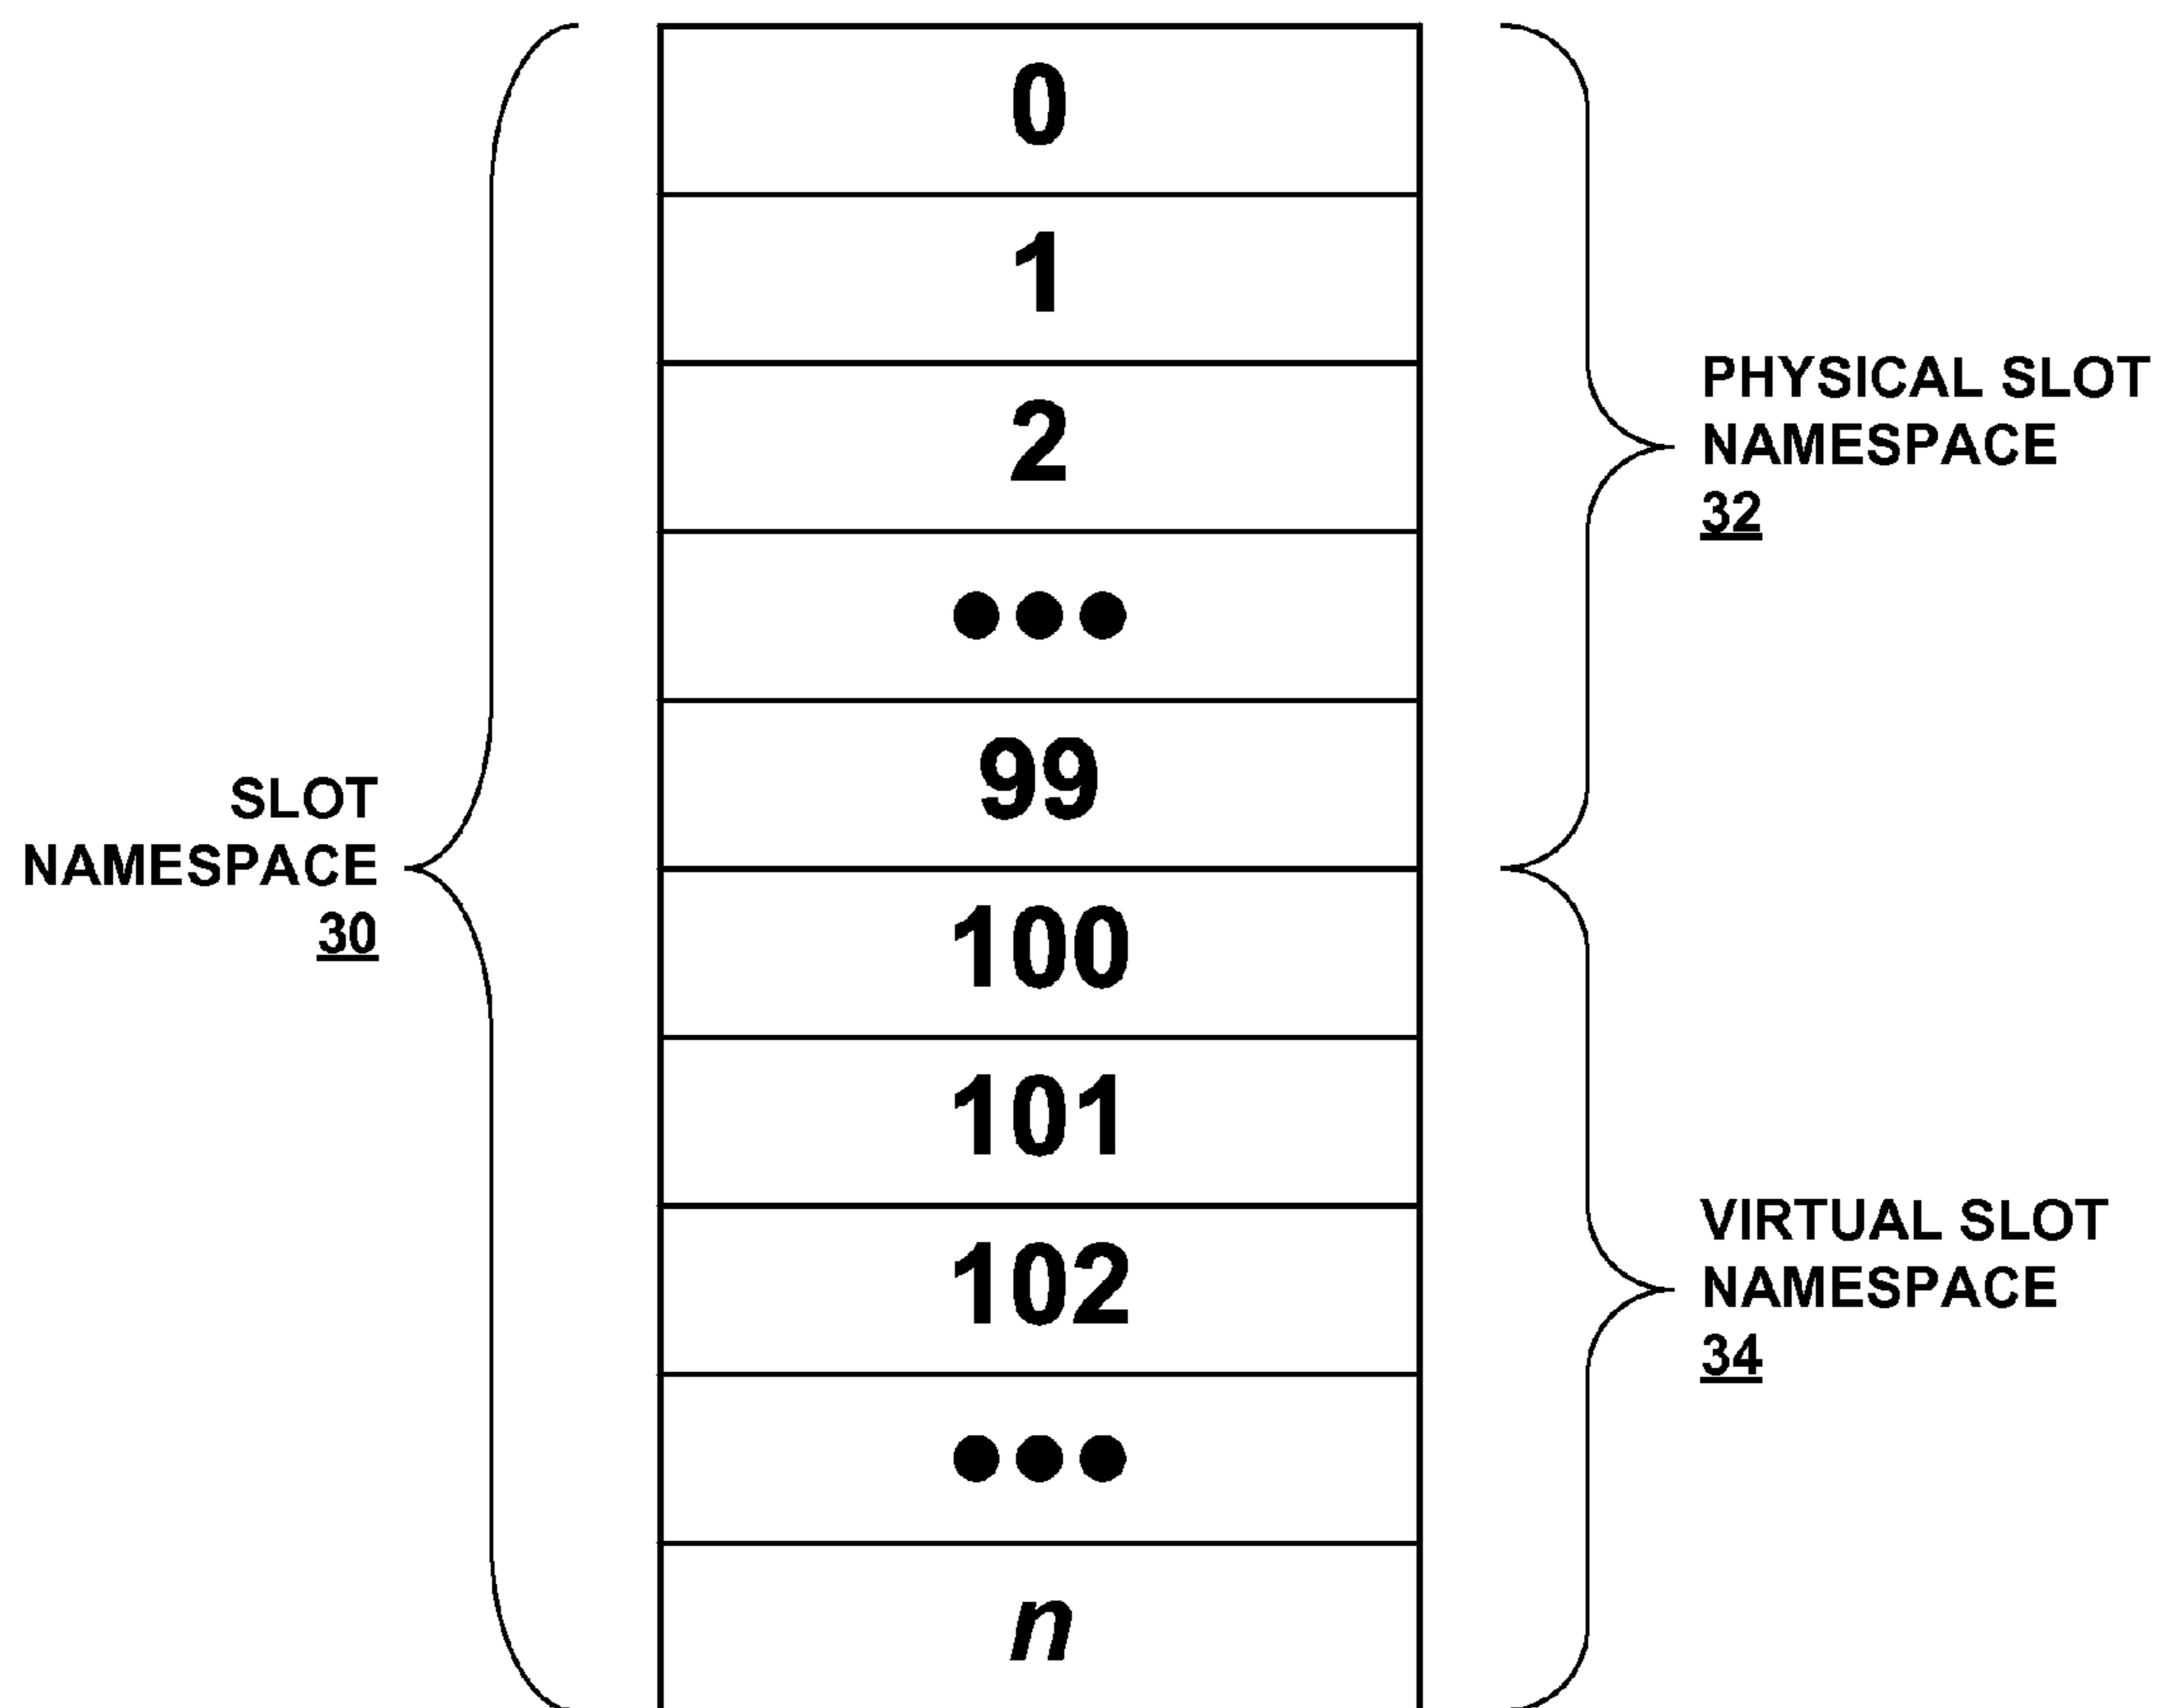 0
1
2
●●●
99
100
101
102
●●●
n
SLOT
NAMESPACE
30
PHYSICAL SLOT
NAMESPACE
32
VIRTUAL SLOT
NAMESPACE
34